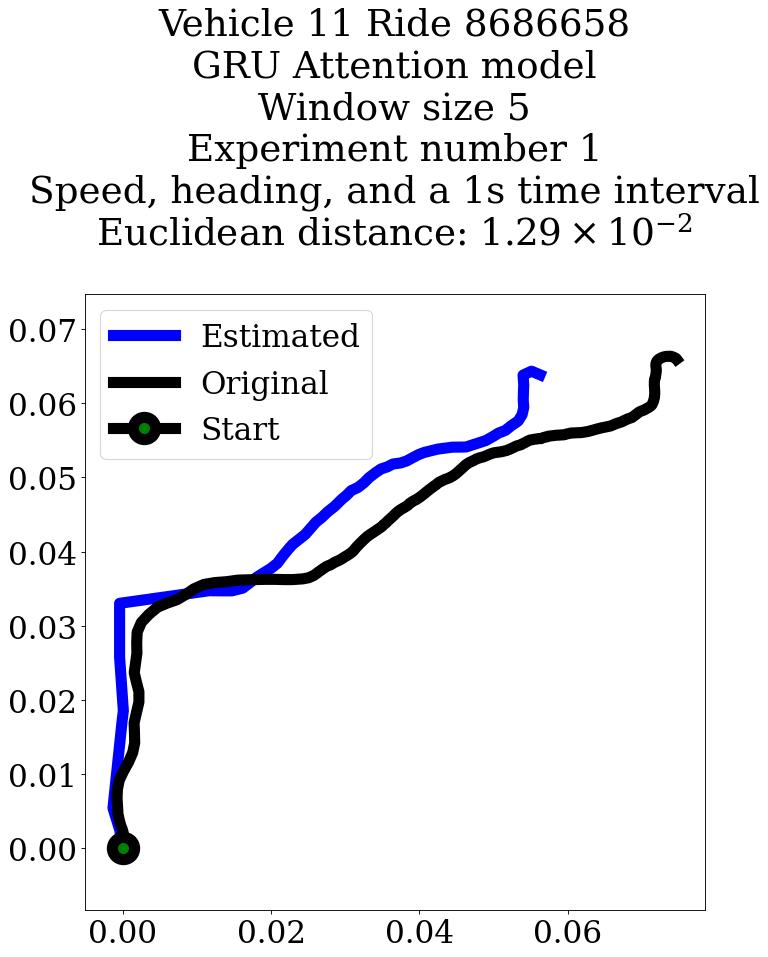 Vehicle 11 Ride 8686658
GRU Attention model
Window size 5
Experiment number 1
Speed, heading, and a 1s time interval
Euclidean distance: 1.29 × 10⁻²
Estimated
Original
Start
0.07
0.06
0.05
0.04
0.03
0.02
0.01
0.00
0.00 0.02 0.04 0.06